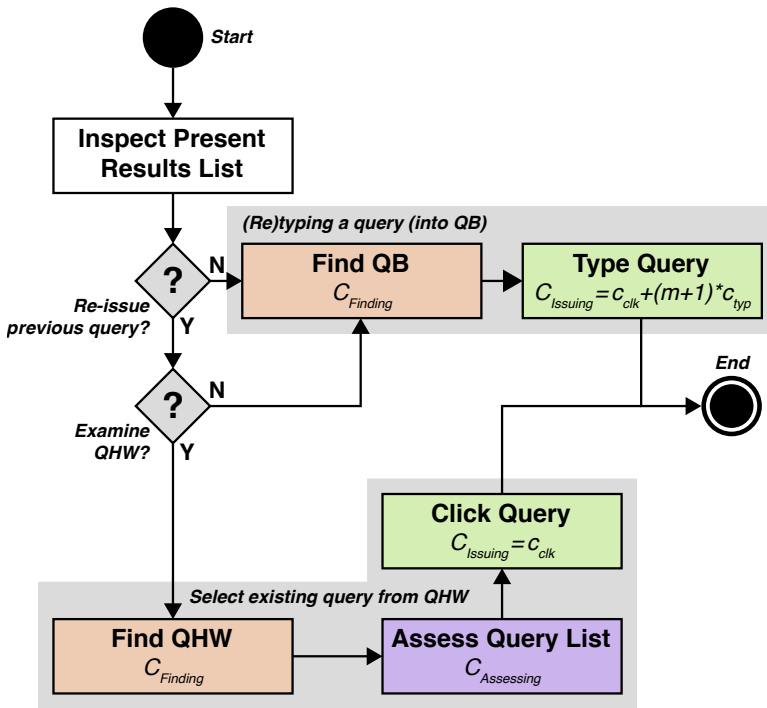 Start
Inspect Present
Results List
(Re)typing a query (into QB)
?
N
Re-issue
previous query?
Y
Find QB
C_Finding
Type Query
C_Issuing=c_clk+(m+1)*c_typ
End
?
N
Examine
QHW?
Y
Click Query
C_Issuing=c_clk
Select existing query from QHW
Find QHW
C_Finding
Assess Query List
C_Assessing